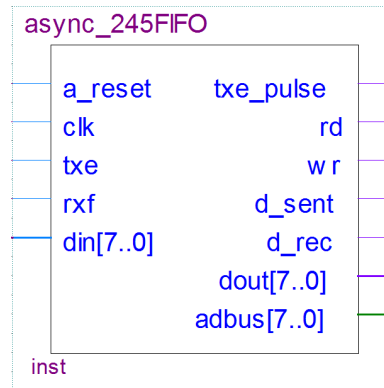 async_245FIFO
a_reset txe_pulse
clk rd
txe wr
rxf d_sent
din[7..0] d_rec
dout[7..0]
adbus[7..0]
inst